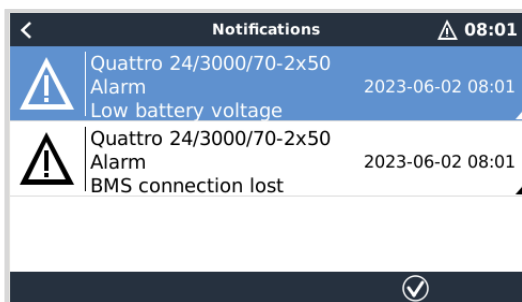 Notifications
08:01
Quattro 24/3000/70-2x50
Alarm
2023-06-02 08:01
Low battery voltage
Quattro 24/3000/70-2x50
Alarm
2023-06-02 08:01
BMS connection lost